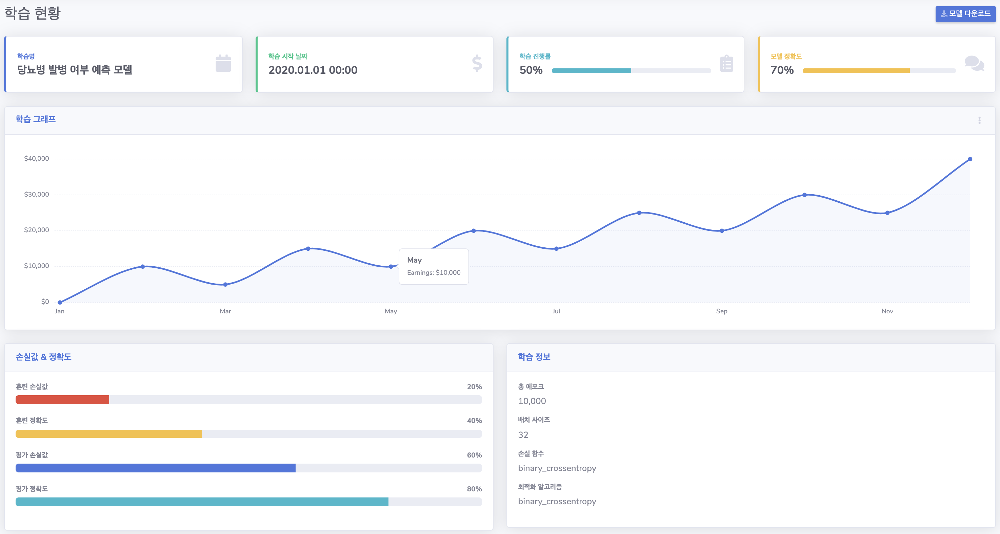 학습 현황
모델 다운로드
학습명
당뇨병 발병 여부 예측 모델
학습 시작 날짜
2020.01.01 00:00
학습 진행률
50%
모델 정확도
70%
학습 그래프
$40,000
$30,000
$20,000
$10,000
$0
May
Earnings: $10,000
Jan
Mar
May
Jul
Sep
Nov
손실값 & 정확도
훈련 손실값
20%
훈련 정확도
40%
평가 손실값
60%
평가 정확도
80%
학습 정보
총 에포크
10,000
배치 사이즈
32
손실 함수
binary_crossentropy
최적화 알고리즘
binary_crossentropy